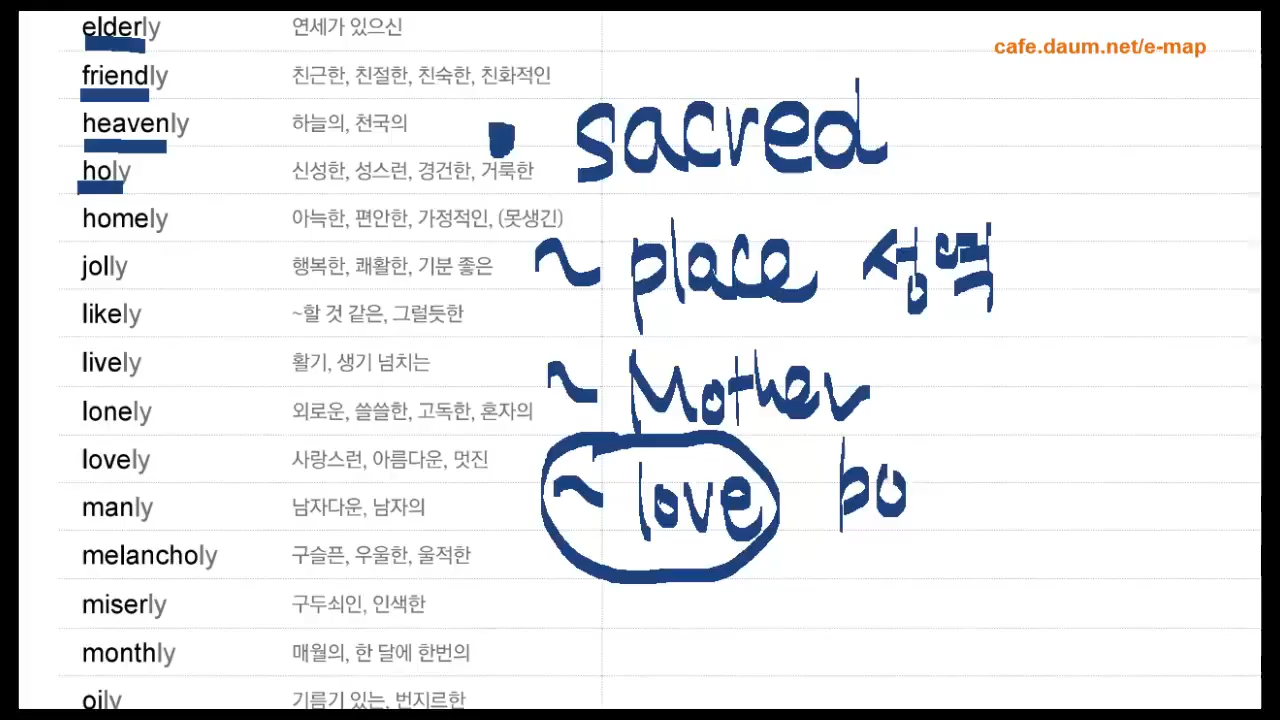 elderly 연세가 있으신
cafe.daum.net/e-map
friendly 친근한, 친절한, 친숙한, 친화적인
heavenly 하늘의, 천국의
sacred
holy 신성한, 성스런, 경건한, 거룩한
homely 아늑한, 편안한, 가정적인, (못생긴)
~ place 성역
jolly 행복한, 쾌활한, 기분 좋은
likely ~할 것 같은, 그럴듯한
lively 활기, 생기 넘치는
~ Mother
lonely 외로운, 쓸쓸한, 고독한, 혼자의
lovely 사랑스런, 아름다운, 멋진
~ love bo
manly 남자다운, 남자의
melancholy 구슬픈, 우울한, 울적한
miserly 구두쇠인, 인색한
monthly 매월의, 한 달에 한번의
oily 기름기 있는, 번지르한